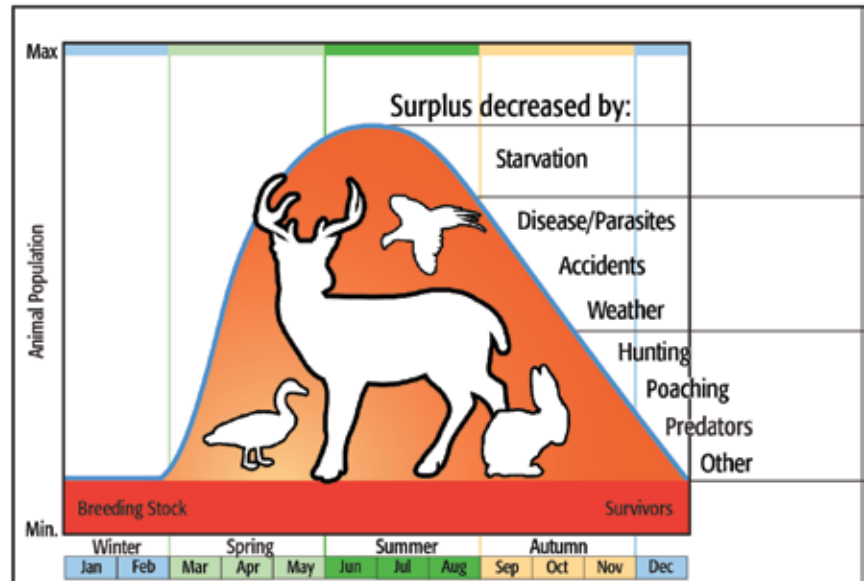 Max
Surplus decreased by:
Starvation
Disease/Parasites
Accidents
Weather
Hunting
Poaching
Predators
Other
Animal Population
Breeding Stock Survivors
Min.
Winter Spring Summer Autumn
Jan Feb Mar Apr May Jun Jul Aug Sep Oct Nov Dec